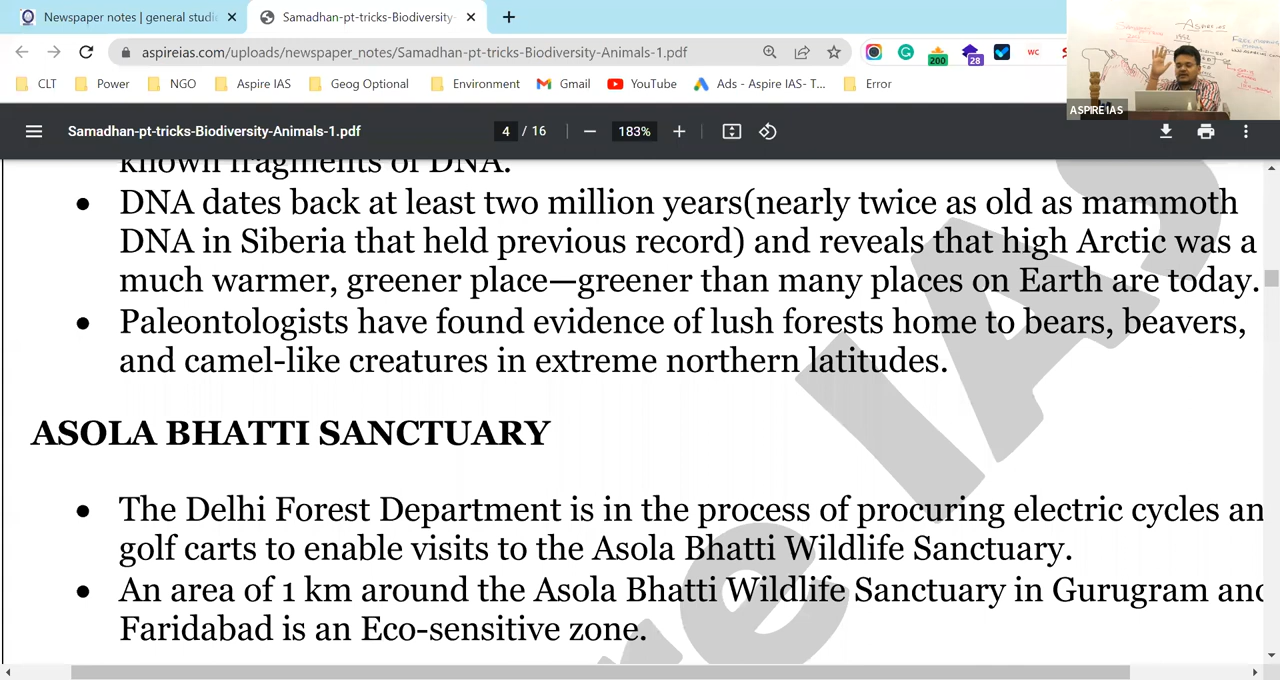 Newspaper notes | general studi
Samadhan-pt-tricks-Biodiversity-
aspireias.com/uploads/newspaper_notes/Samadhan-pt-tricks-Biodiversity-Animals-1.pdf
200
28
WC
CLT
Power
NGO
Aspire IAS
Geog Optional
Environment
Gmail
YouTube
Ads - Aspire IAS- T...
Error
ASPIRE IAS
ASPIRE IAS
Samadhan-pt-tricks-Biodiversity-Animals-1.pdf
4 / 16
183%
known fragments of DNA.
• DNA dates back at least two million years(nearly twice as old as mammoth
DNA in Siberia that held previous record) and reveals that high Arctic was a
much warmer, greener place—greener than many places on Earth are today.
• Paleontologists have found evidence of lush forests home to bears, beavers,
and camel-like creatures in extreme northern latitudes.
ASOLA BHATTI SANCTUARY
• The Delhi Forest Department is in the process of procuring electric cycles an
golf carts to enable visits to the Asola Bhatti Wildlife Sanctuary.
• An area of 1 km around the Asola Bhatti Wildlife Sanctuary in Gurugram and
Faridabad is an Eco-sensitive zone.
e IAS